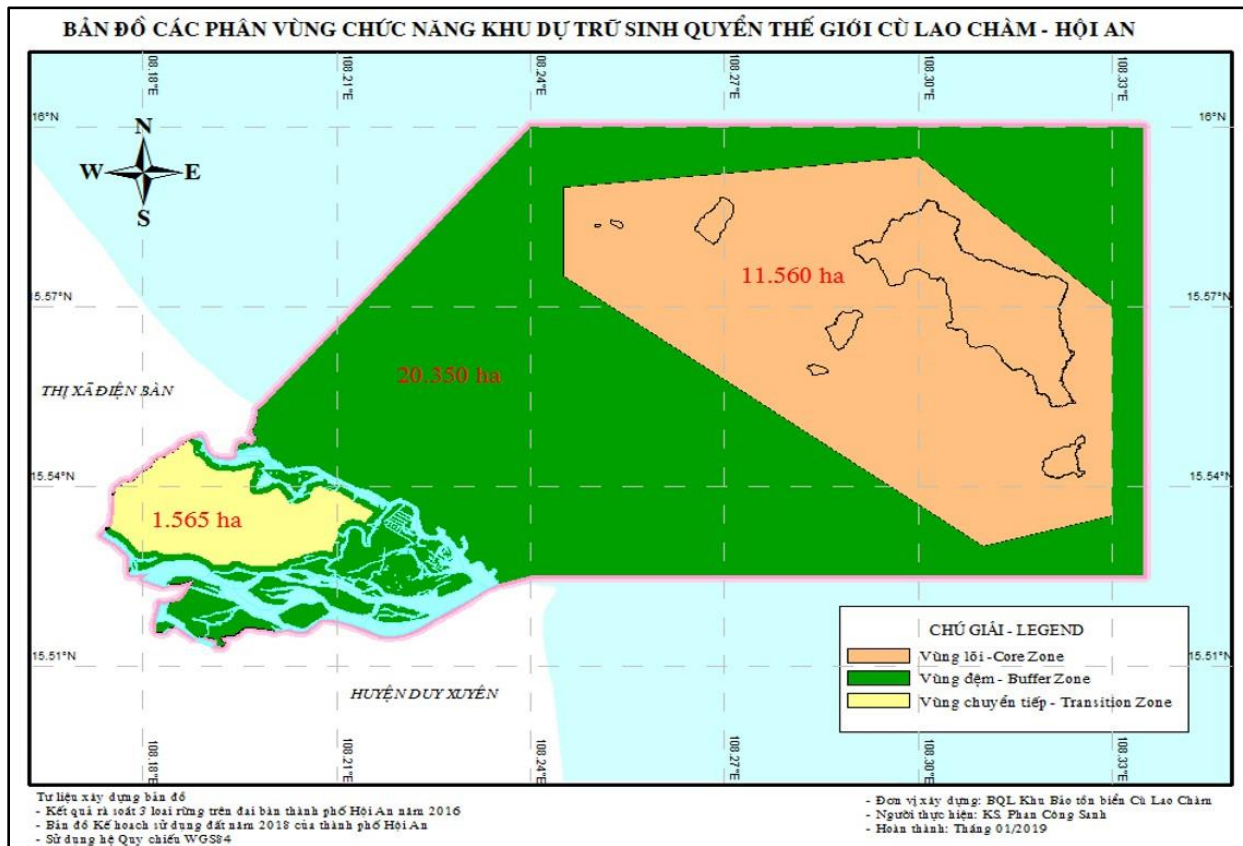 BẢN ĐỒ CÁC PHÂN VÙNG CHỨC NĂNG KHU DỰ TRỮ SINH QUYỂN THẾ GIỚI CÙ LAO CHÀM - HỘI AN
108.18°E
108.21°E
108.24°E
108.27°E
108.30°E
108.33°E
16°N
16°N
N
W
E
S
11.560 ha
15.57°N
15.57°N
20.350 ha
THỊ XÃ ĐIỆN BÀN
15.54°N
15.54°N
1.565 ha
CHÚ GIẢI - LEGEND
Vùng lõi -Core Zone
Vùng đệm - Buffer Zone
Vùng chuyển tiếp - Transition Zone
15.51°N
15.51°N
HUYỆN DUY XUYÊN
108.18°E
108.21°E
108.24°E
108.27°E
108.30°E
108.33°E
Tư liệu xây dựng bản đồ
- Kết quả rà soát 3 loại rừng trên đai bàn thành phố Hội An năm 2016
- Bản đồ Kế hoạch sử dụng đất năm 2018 của thành phố Hội An
- Sử dụng hệ Quy chiếu WGS84
- Đơn vị xây dựng: BQL Khu Bảo tồn biển Cù Lao Chàm
- Người thực hiện: KS. Phan Công Sanh
- Hoàn thành: Tháng 01/2019